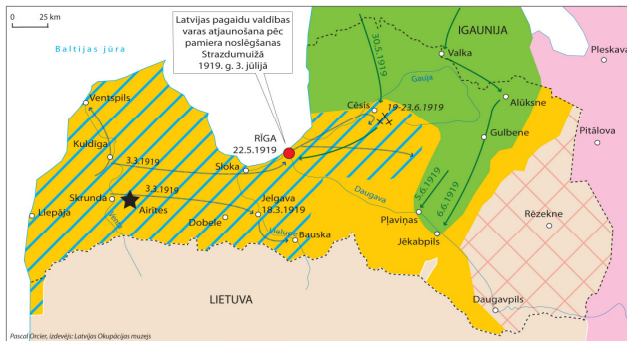 0 25 km
Baltijas jūra
Latvijas pagaidu valdības
varas atjaunošana pēc
pamiera noslēgšanas
Strazdumuižā
1919. g. 3. jūlijā
30.5.1919
IGAUNIJA
Valka
Pleskava
Gauja
Ventspils
Cēsis
19-23.6.1919
Alūksne
Kuldīga
RĪGA
22.5.1919
Gulbene
Pitālova
3.3.1919
Sloka
Skrunda
3.3.1919
Airītes
Jelgava
18.3.1919
Daugava
5.6.1919
6.6.1919
Liepāja
Venta
Dobele
Pļaviņas
Rēzekne
Lielupe
Bauska
Jēkabpils
LIETUVA
Daugavpils
Pascal Orcier, izdevējs: Latvijas Okupācijas muzejs